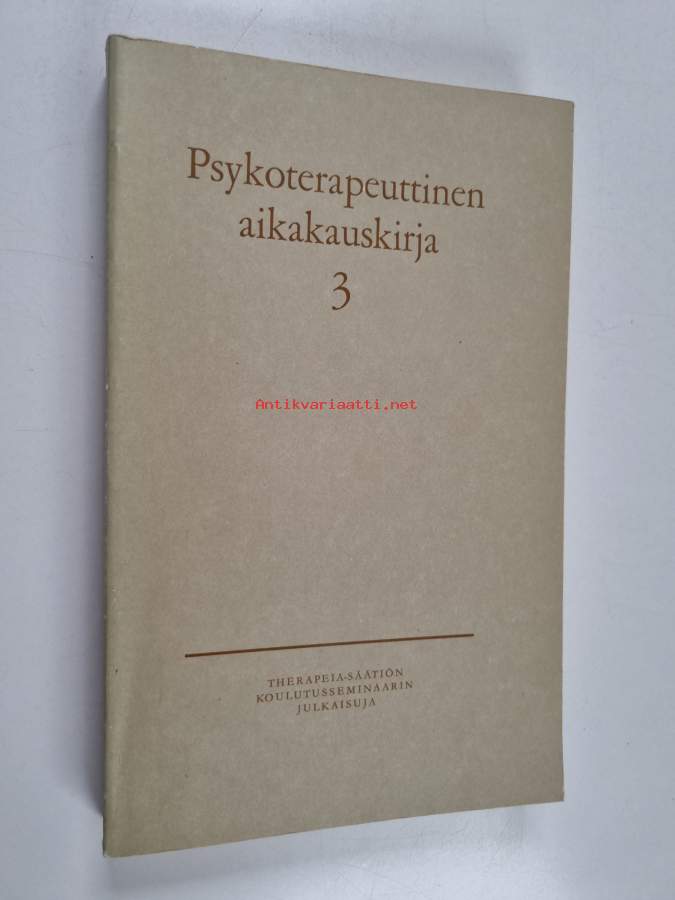 Psykoterapeuttinen
aikakauskirja
3
Antikvariaatti.net
THERAPEIA-SÄÄTIÖN
KOULUTUSSEMINAARIN
JULKAISUJA